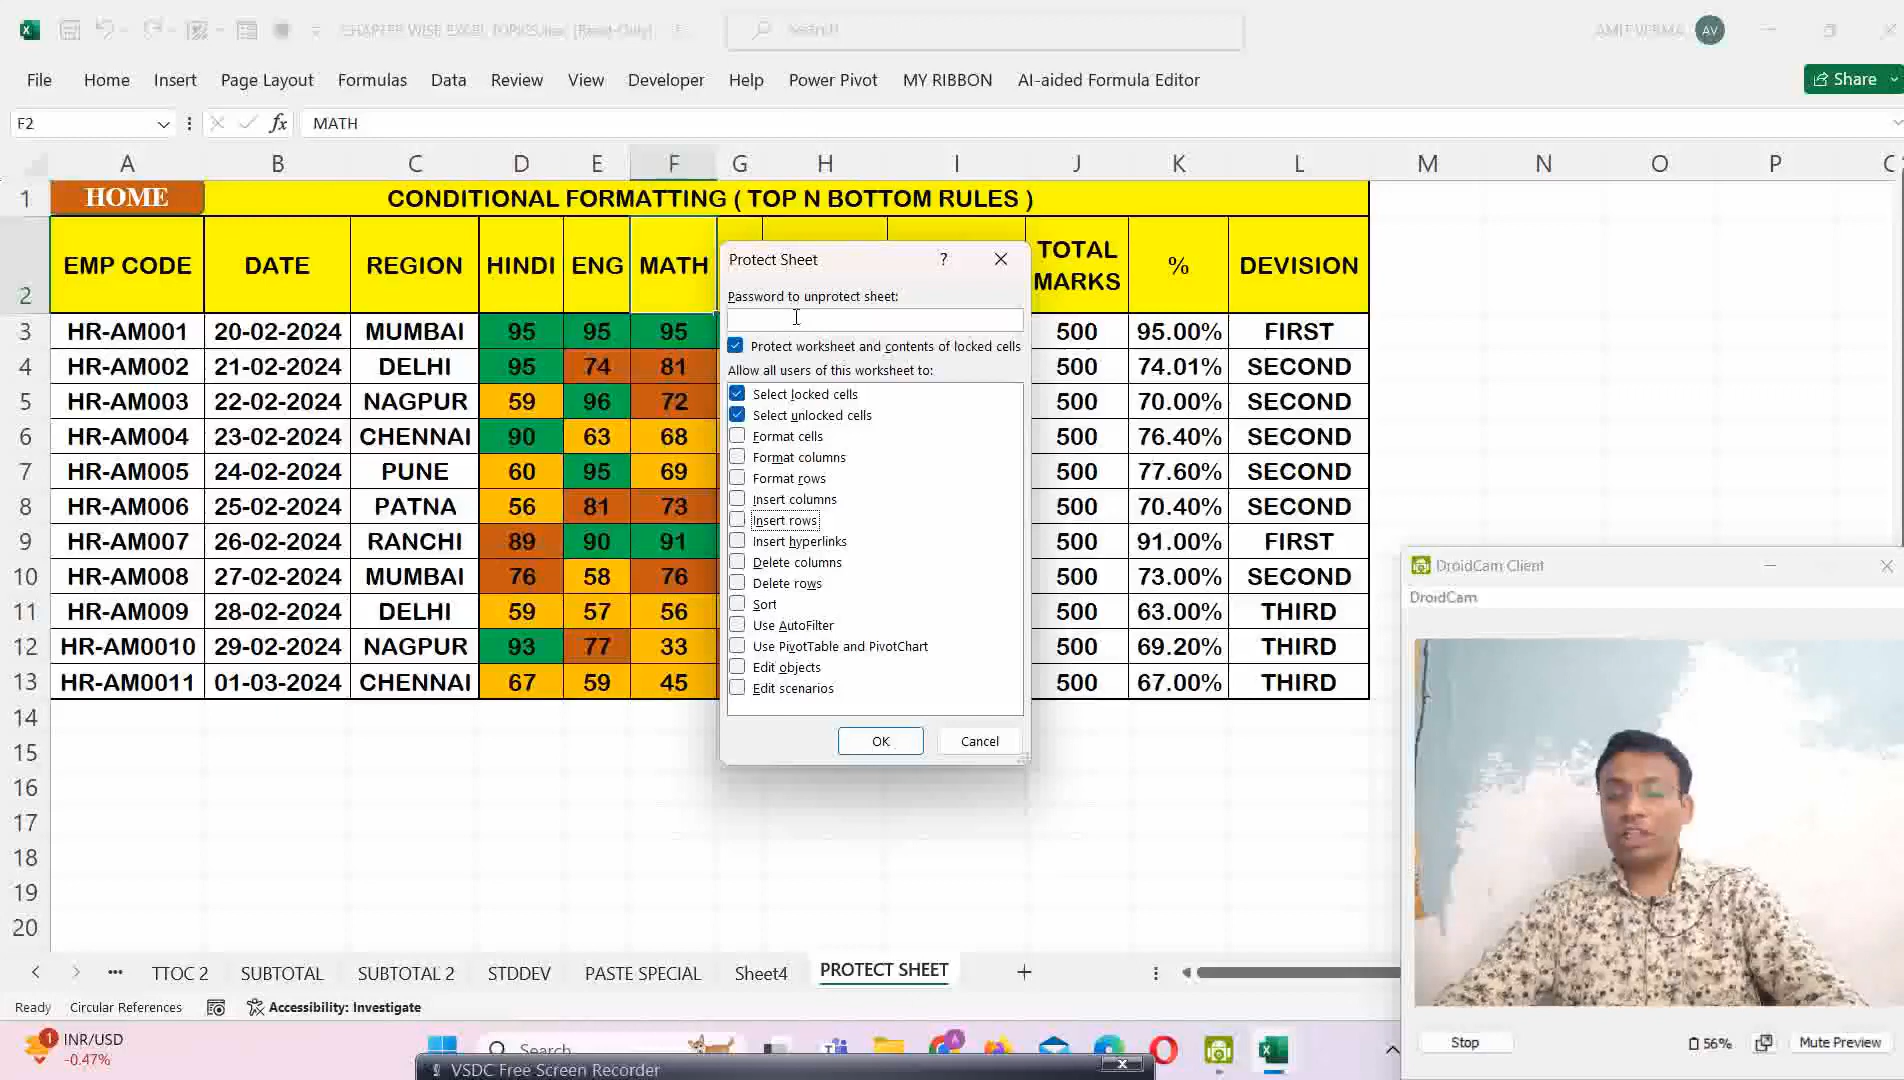 CHAPTER WISE EXCEL TOPICS.xlsx [Read-Only]
Search
AMIT VERMA
AV
File Home Insert Page Layout Formulas Data Review View Developer Help Power Pivot MY RIBBON AI-aided Formula Editor
Share
F2
fx
MATH
A B C D E F G H I J K L M N O P
1 HOME CONDITIONAL FORMATTING ( TOP N BOTTOM RULES )
2 EMP CODE DATE REGION HINDI ENG MATH TOTAL MARKS % DEVISION
3 HR-AM001 20-02-2024 MUMBAI 95 95 95 500 95.00% FIRST
4 HR-AM002 21-02-2024 DELHI 95 74 81 500 74.01% SECOND
5 HR-AM003 22-02-2024 NAGPUR 59 96 72 500 70.00% SECOND
6 HR-AM004 23-02-2024 CHENNAI 90 63 68 500 76.40% SECOND
7 HR-AM005 24-02-2024 PUNE 60 95 69 500 77.60% SECOND
8 HR-AM006 25-02-2024 PATNA 56 81 73 500 70.40% SECOND
9 HR-AM007 26-02-2024 RANCHI 89 90 91 500 91.00% FIRST
10 HR-AM008 27-02-2024 MUMBAI 76 58 76 500 73.00% SECOND
11 HR-AM009 28-02-2024 DELHI 59 57 56 500 63.00% THIRD
12 HR-AM0010 29-02-2024 NAGPUR 93 77 33 500 69.20% THIRD
13 HR-AM0011 01-03-2024 CHENNAI 67 59 45 500 67.00% THIRD
14
15
16
17
18
19
20
Protect Sheet
?
Password to unprotect sheet:
Protect worksheet and contents of locked cells
Allow all users of this worksheet to:
Select locked cells
Select unlocked cells
Format cells
Format columns
Format rows
Insert columns
Insert rows
Insert hyperlinks
Delete columns
Delete rows
Sort
Use AutoFilter
Use PivotTable and PivotChart
Edit objects
Edit scenarios
OK Cancel
DroidCam Client
DroidCam
Stop
56%
Mute Preview
TTOC 2 SUBTOTAL SUBTOTAL 2 STDDEV PASTE SPECIAL Sheet4 PROTECT SHEET
Ready Circular References Accessibility: Investigate
1
INR/USD
-0.47%
Search
A
VSDC Free Screen Recorder